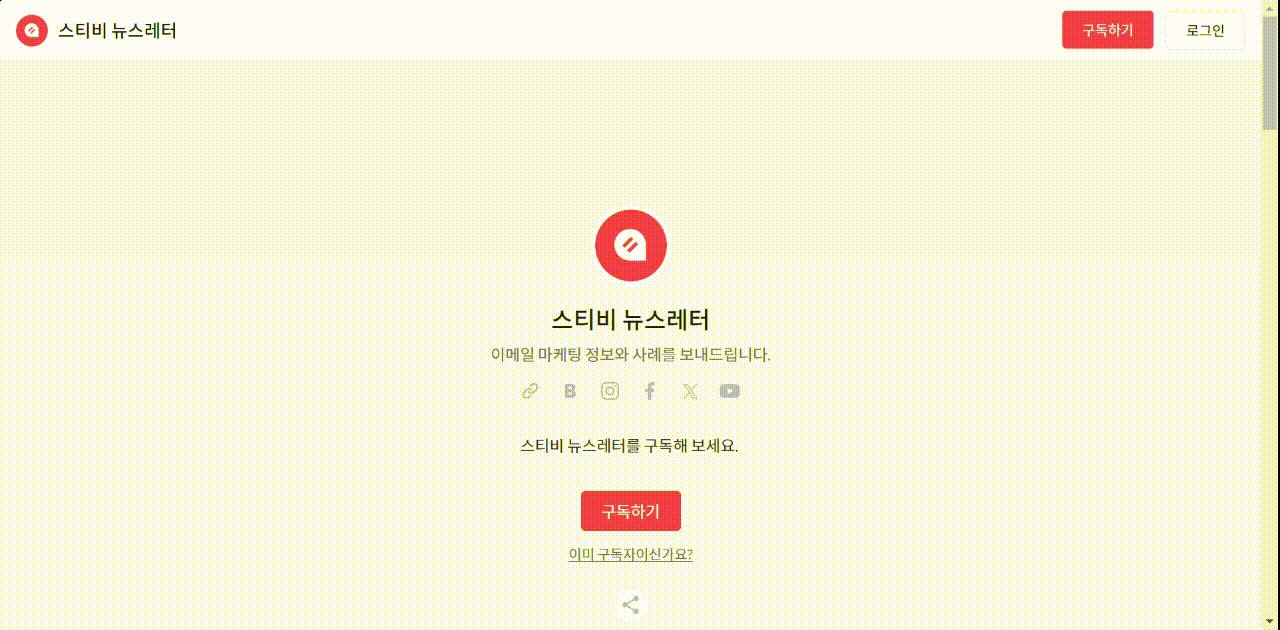 스티비 뉴스레터
구독하기
로그인
스티비 뉴스레터
이메일 마케팅 정보와 사례를 보내드립니다.
스티비 뉴스레터를 구독해 보세요.
구독하기
이미 구독자이신가요?